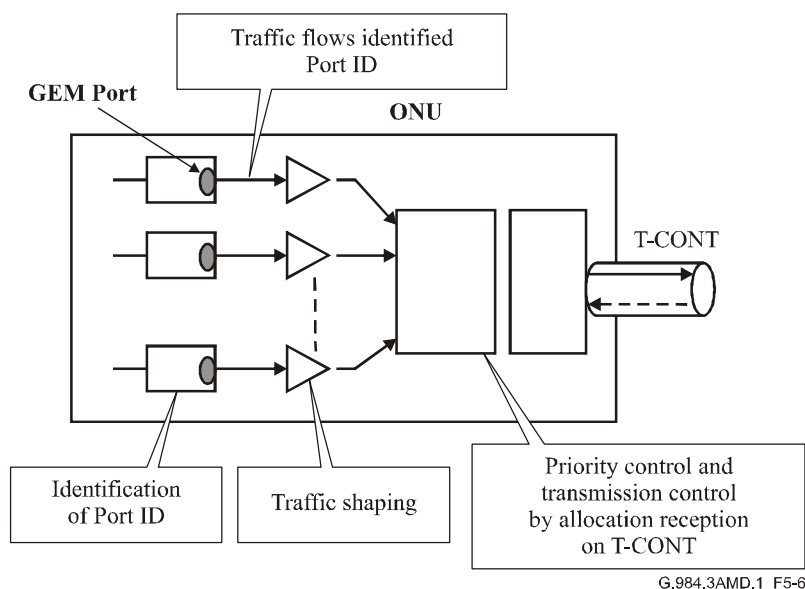 Traffic flows identified
Port ID
GEM Port
ONU
T-CONT
Identification
of Port ID
Traffic shaping
Priority control and
transmission control
by allocation reception
on T-CONT
G.984.3AMD.1 F5-6